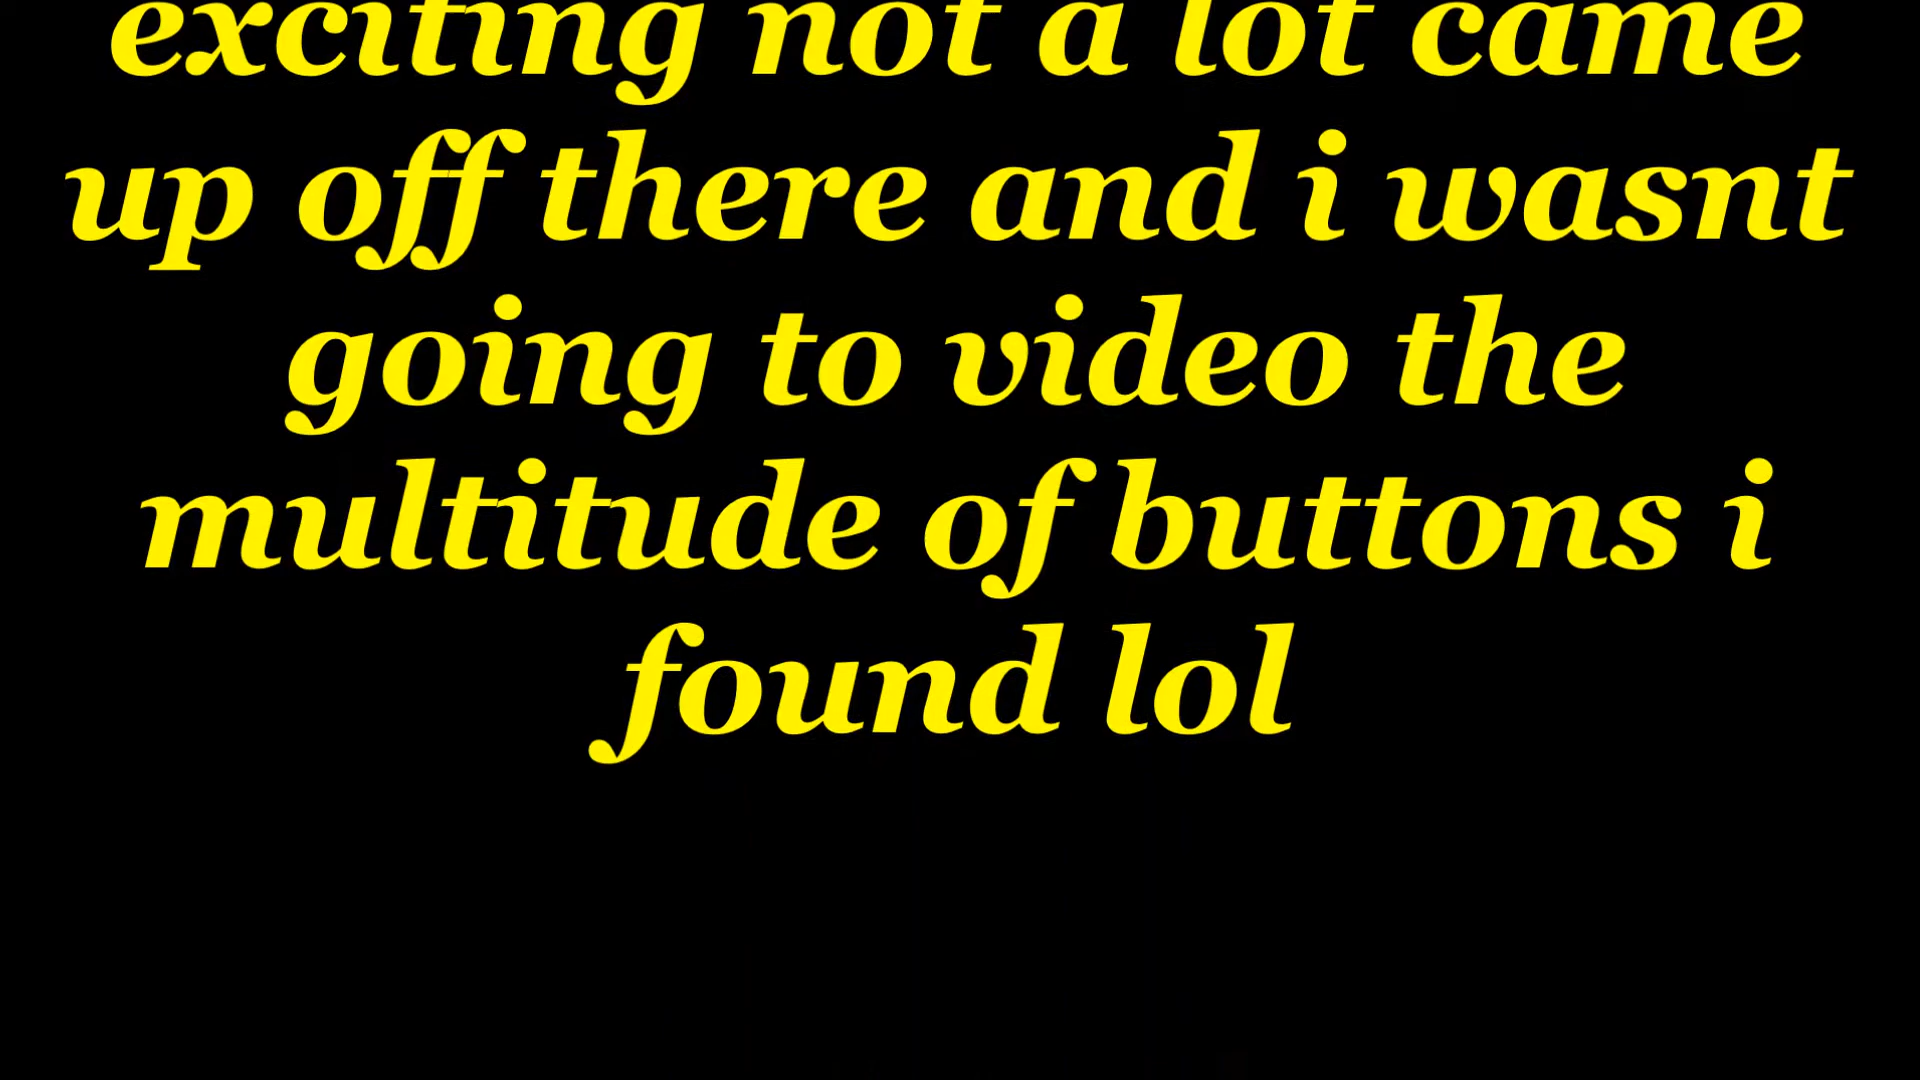 exciting not a lot came
up off there and i wasnt
going to video the
multitude of buttons i
found lol